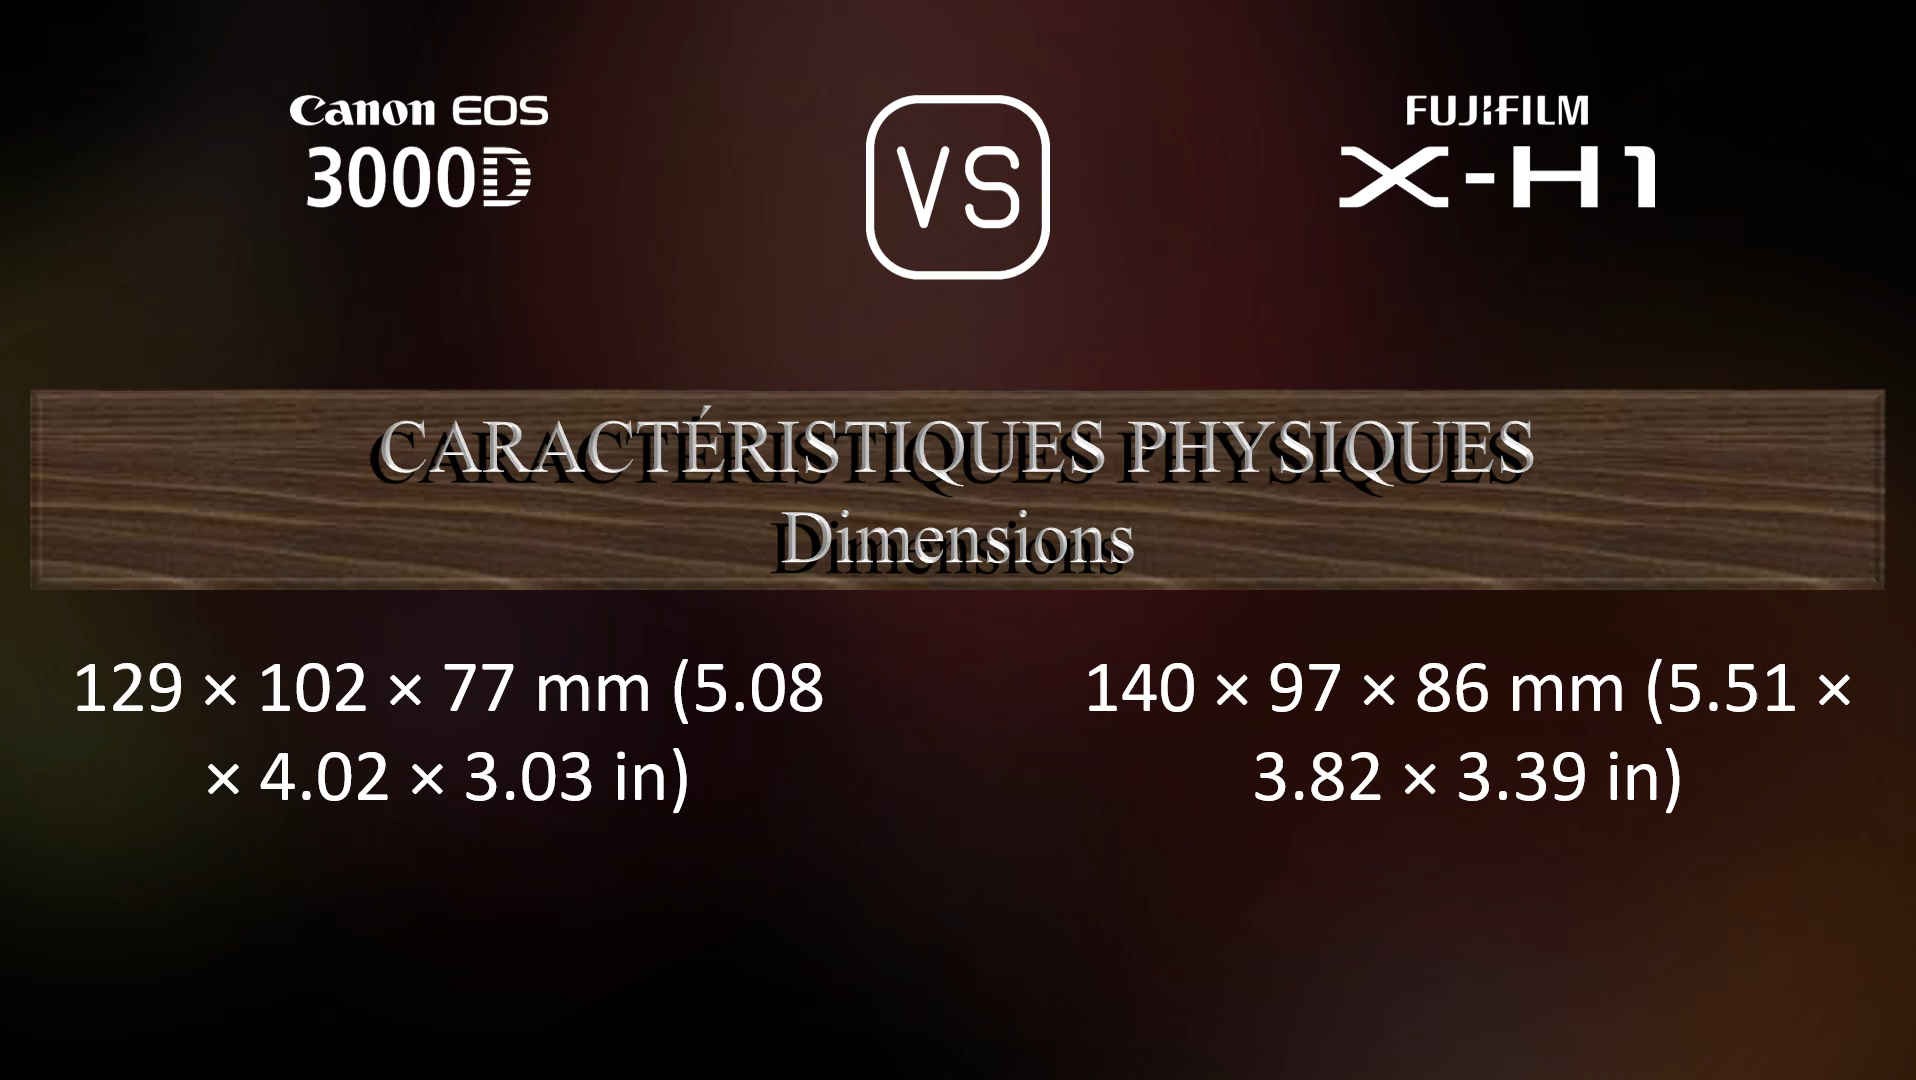 Canon EOS
3000D
VS
FUJIFILM
X-H1
CARACTÉRISTIQUES PHYSIQUES
Dimensions
129 × 102 × 77 mm (5.08
× 4.02 × 3.03 in)
140 × 97 × 86 mm (5.51 ×
3.82 × 3.39 in)